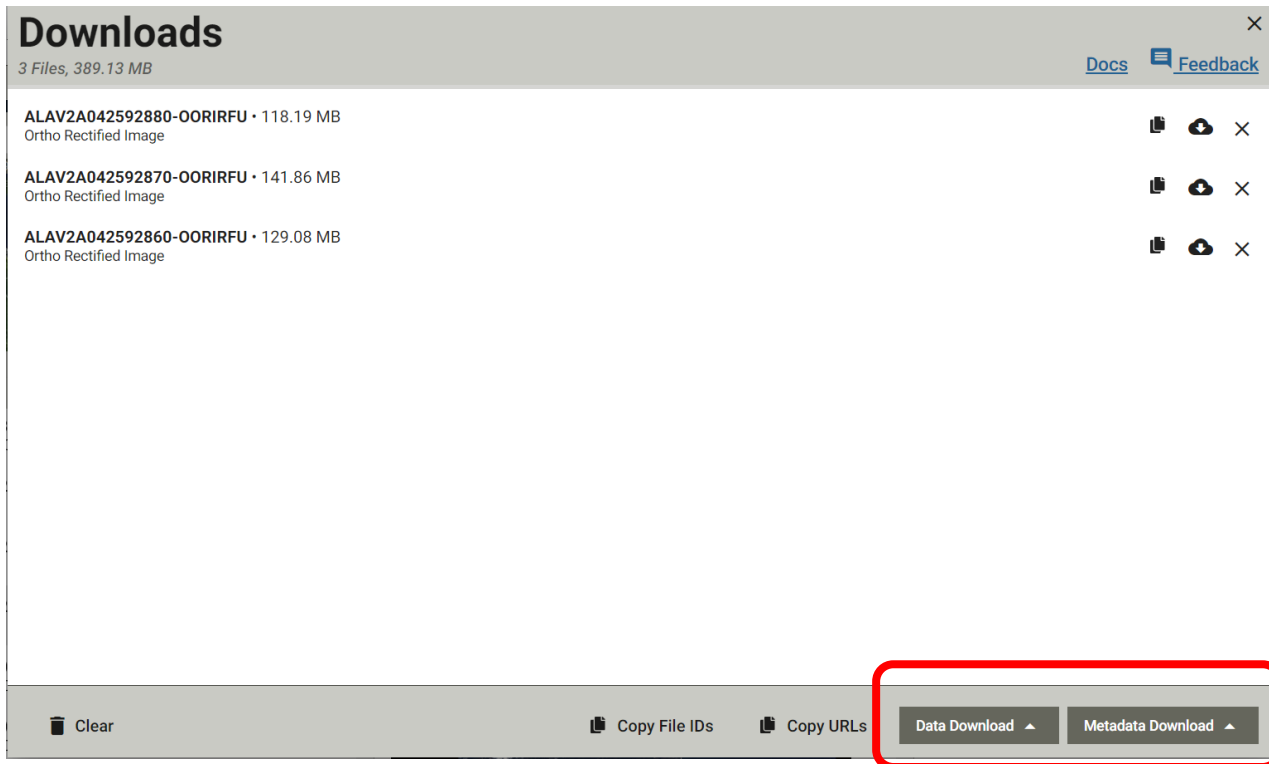 Downloads
3 Files, 389.13 MB
Docs Feedback
ALAV2A042592880-OORIRFU • 118.19 MB
Ortho Rectified Image
ALAV2A042592870-OORIRFU • 141.86 MB
Ortho Rectified Image
ALAV2A042592860-OORIRFU • 129.08 MB
Ortho Rectified Image
Clear Copy File IDs Copy URLs Data Download Metadata Download